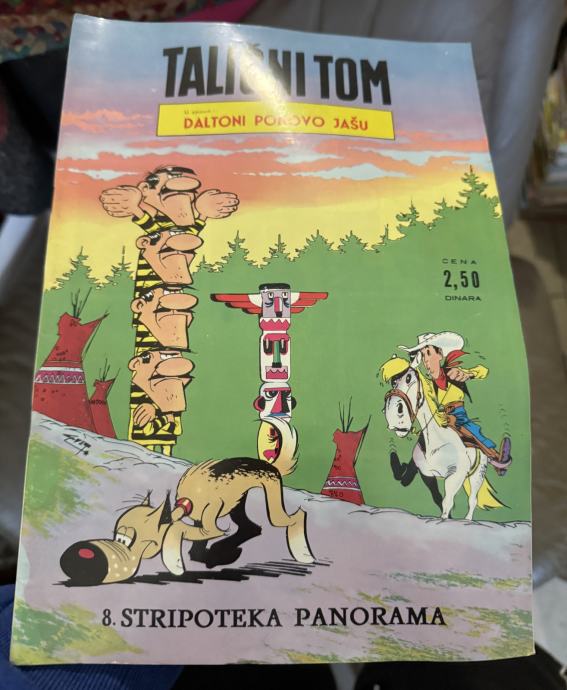 TALIČNI TOM
DALTONI PONOVO JAŠU
CENA
2,50
DINARA
8. STRIPOTEKA PANORAMA